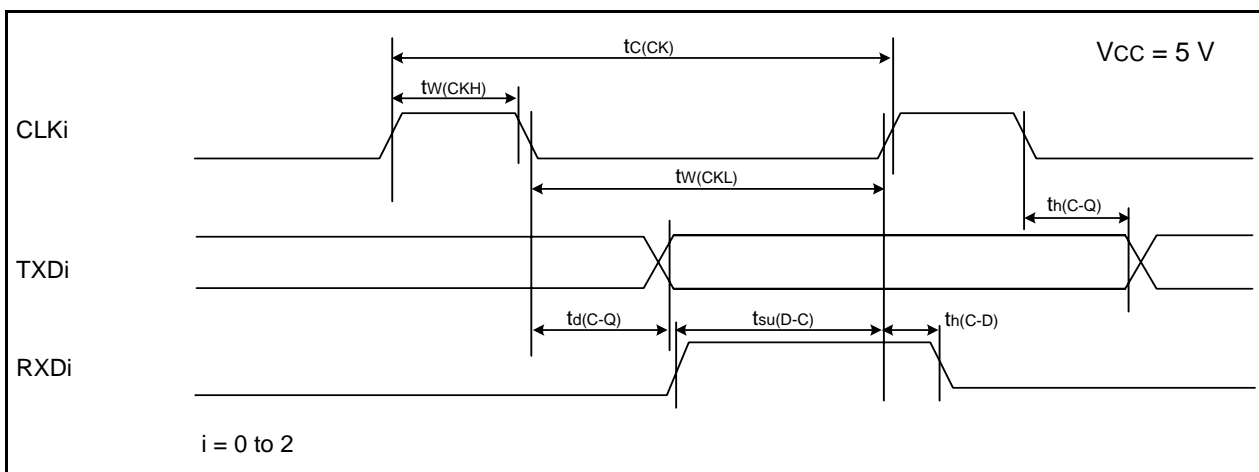 tC(CK)
VCC = 5 V
tW(CKH)
CLKi
tW(CKL)
th(C-Q)
TXDi
td(C-Q)
tsu(D-C)
th(C-D)
RXDi
i = 0 to 2